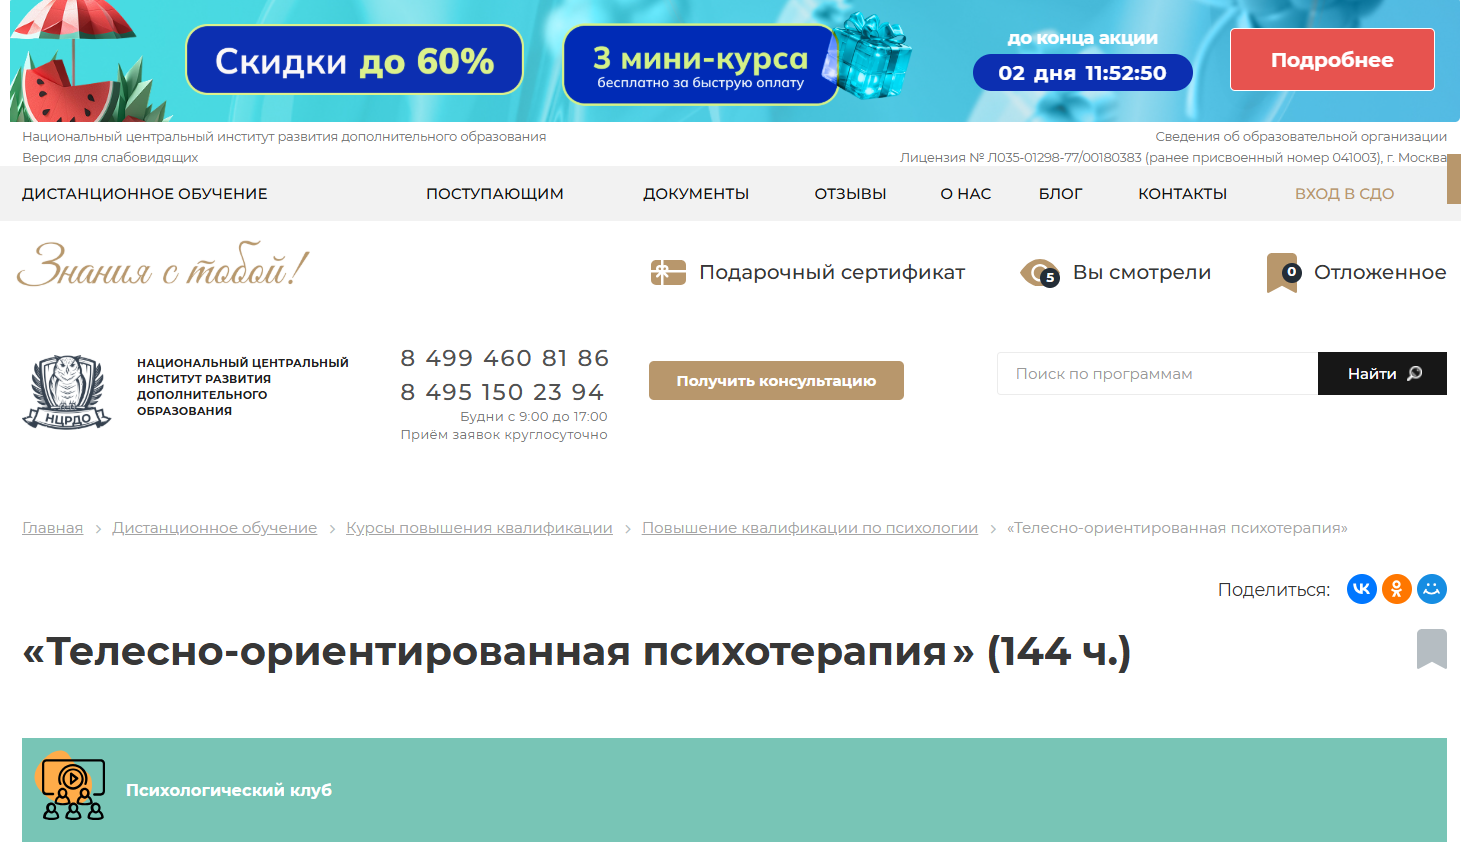 Скидки до 60%
3 мини-курса
бесплатно за быструю оплату
до конца акции
02 дня 11:52:50
Подробнее
Национальный центральный институт развития дополнительного образования
Сведения об образовательной организации
Версия для слабовидящих
Лицензия № Л035-01298-77/00180383 (ранее присвоенный номер 041003), г. Москва
ДИСТАНЦИОННОЕ ОБУЧЕНИЕ ПОСТУПАЮЩИМ ДОКУМЕНТЫ ОТЗЫВЫ О НАС БЛОГ КОНТАКТЫ ВХОД В СДО
Знания с тобой!
Подарочный сертификат
5 Вы смотрели
0 Отложенное
НЦРДО
НАЦИОНАЛЬНЫЙ ЦЕНТРАЛЬНЫЙ
ИНСТИТУТ РАЗВИТИЯ
ДОПОЛНИТЕЛЬНОГО
ОБРАЗОВАНИЯ
8 499 460 81 86
8 495 150 23 94
Будни с 9:00 до 17:00
Приём заявок круглосуточно
Получить консультацию
Поиск по программам
Найти
Главная > Дистанционное обучение > Курсы повышения квалификации > Повышение квалификации по психологии > «Телесно-ориентированная психотерапия»
Поделиться:
«Телесно-ориентированная психотерапия» (144 ч.)
Психологический клуб